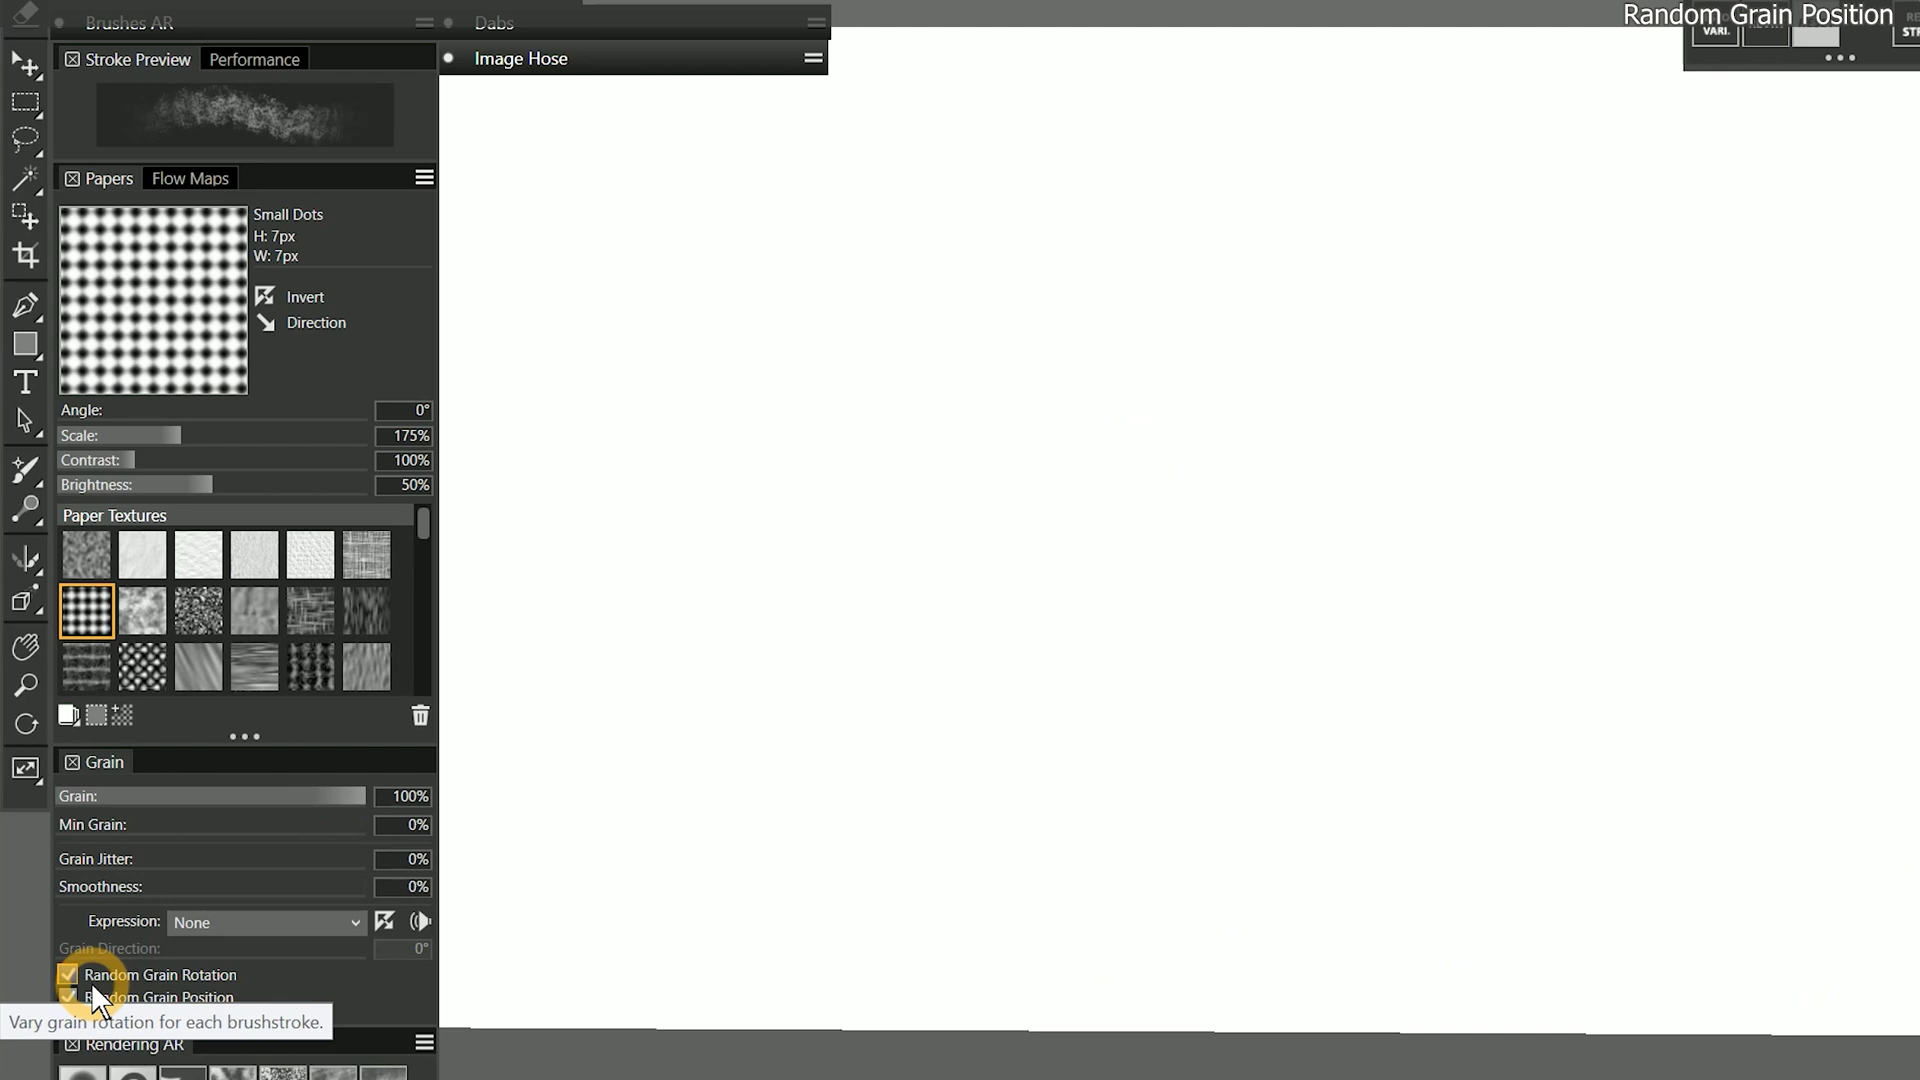 Random Grain Position
Brushes AR
Dabs
VARI.
Stroke Preview
Performance
Image Hose
Papers
Flow Maps
Small Dots
H: 7px
W: 7px
Invert
Direction
Angle: 0°
Scale: 175%
Contrast: 100%
Brightness: 50%
Paper Textures
Grain
Grain: 100%
Min Grain: 0%
Grain Jitter: 0%
Smoothness: 0%
Expression: None
Grain Direction: 0°
Random Grain Rotation
Random Grain Position
Vary grain rotation for each brushstroke.
Rendering AR